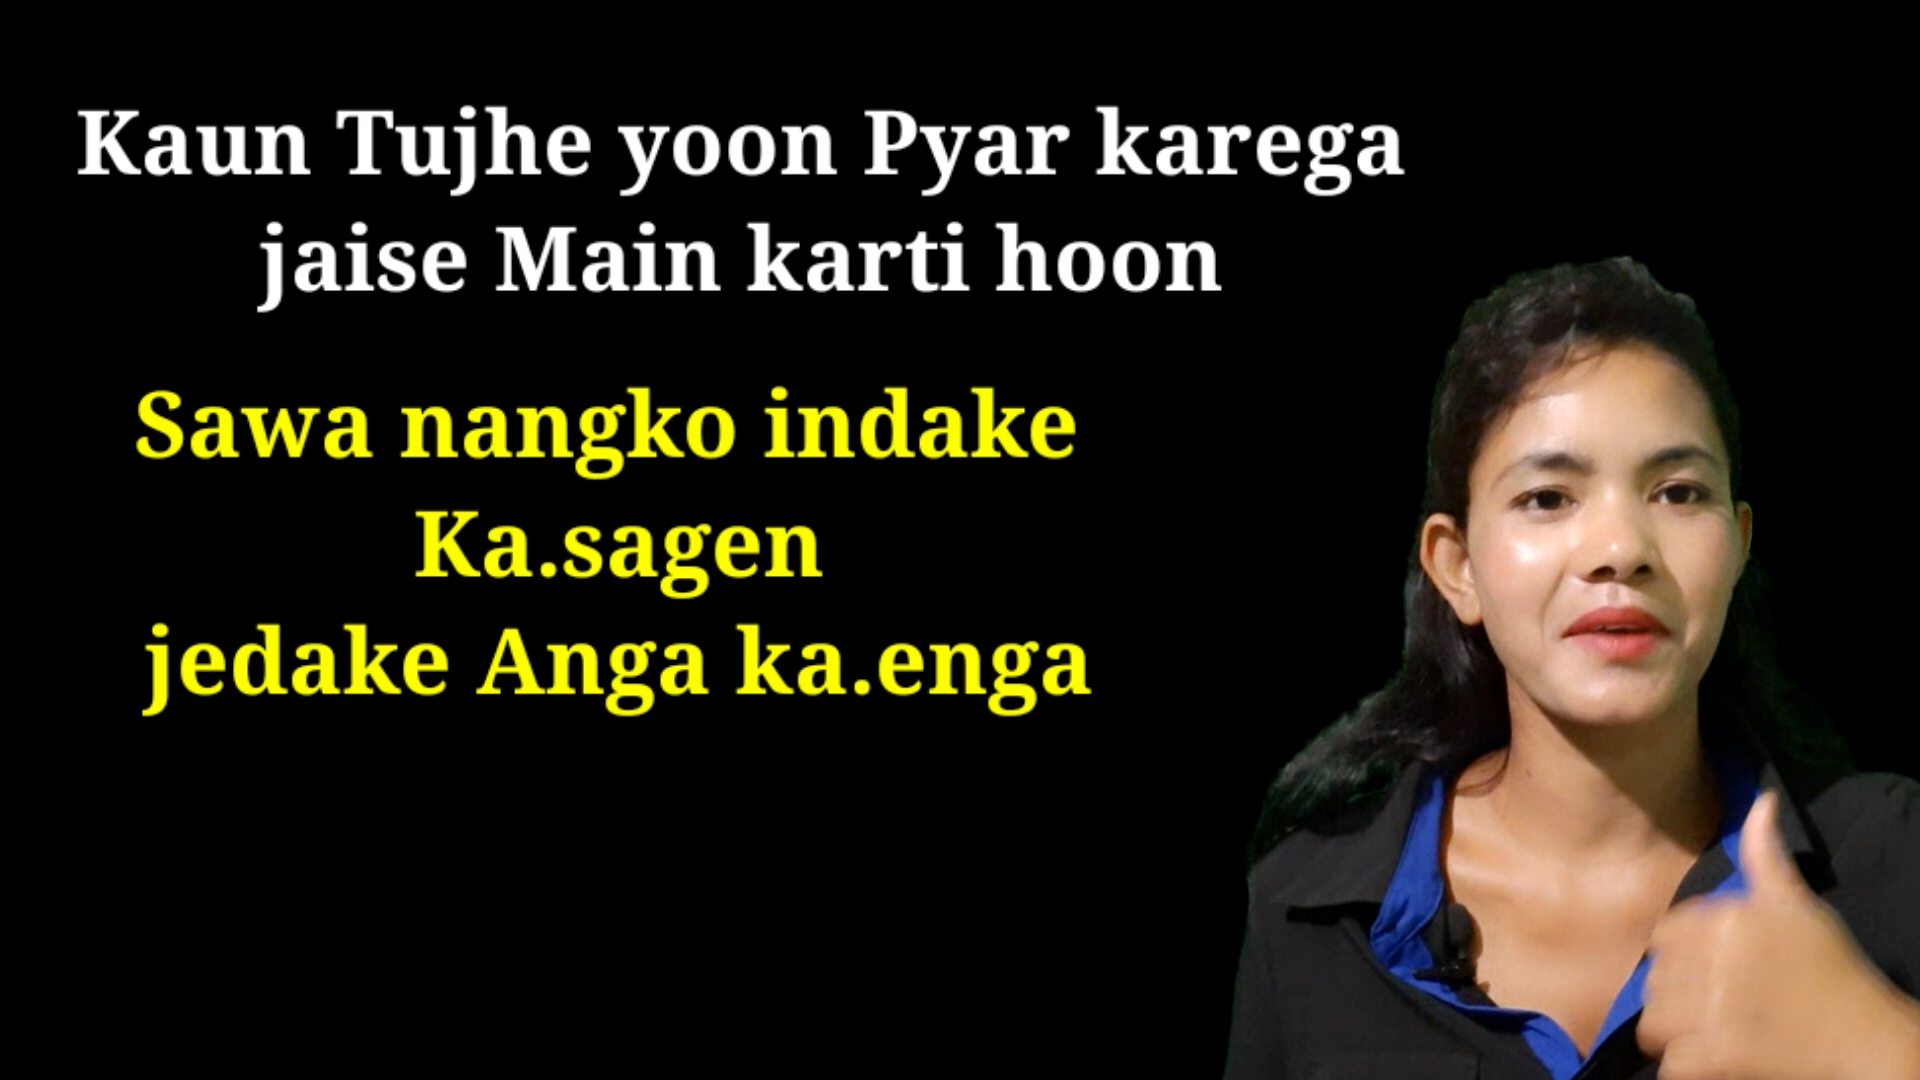 Kaun Tujhe yoon Pyar karega
jaise Main karti hoon
Sawa nangko indake
Ka.sagen
jedake Anga ka.enga